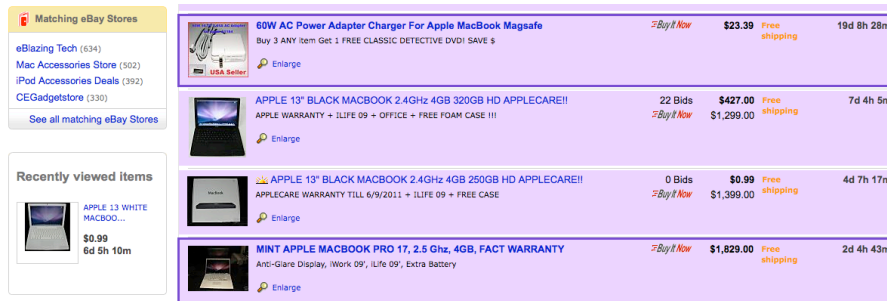 Matching eBay Stores
eBlazing Tech (634)
Mac Accessories Store (502)
iPod Accessories Deals (392)
CEGadgetstore (330)
See all matching eBay Stores
Recently viewed items
APPLE 13 WHITE
MACBOO...
$0.99
6d 5h 10m
USA Seller
60W AC Power Adapter Charger For Apple MacBook Magsafe
Buy 3 ANY Item Get 1 FREE CLASSIC DETECTIVE DVD! SAVE $
Enlarge
Buy It Now $23.39 Free 19d 8h 28m
shipping
APPLE 13" BLACK MACBOOK 2.4GHz 4GB 320GB HD APPLECARE!!
APPLE WARRANTY + ILIFE 09 + OFFICE + FREE FOAM CASE !!!
Enlarge
22 Bids $427.00 Free 7d 4h 5m
Buy It Now $1,299.00 shipping
APPLE 13" BLACK MACBOOK 2.4GHz 4GB 250GB HD APPLECARE!!
APPLECARE WARRANTY TILL 6/9/2011 + ILIFE 09 + FREE CASE
Enlarge
0 Bids $0.99 Free 4d 7h 17m
Buy It Now $1,399.00 shipping
MINT APPLE MACBOOK PRO 17, 2.5 Ghz, 4GB, FACT WARRANTY
Anti-Glare Display, iWork 09', iLife 09', Extra Battery
Enlarge
Buy It Now $1,829.00 Free 2d 4h 43m
shipping